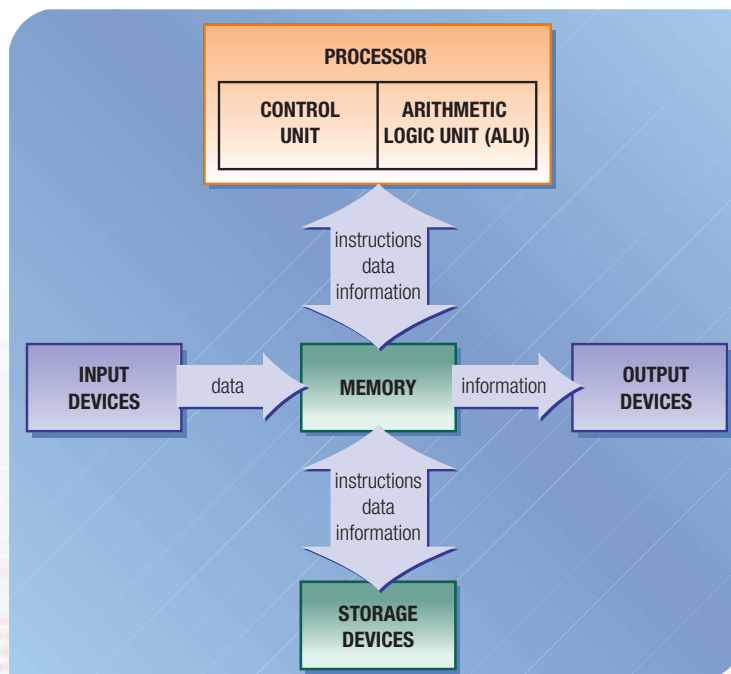 PROCESSOR
CONTROL
UNIT
ARITHMETIC
LOGIC UNIT (ALU)
instructions
data
information
INPUT
DEVICES
data
MEMORY
information
OUTPUT
DEVICES
instructions
data
information
STORAGE
DEVICES